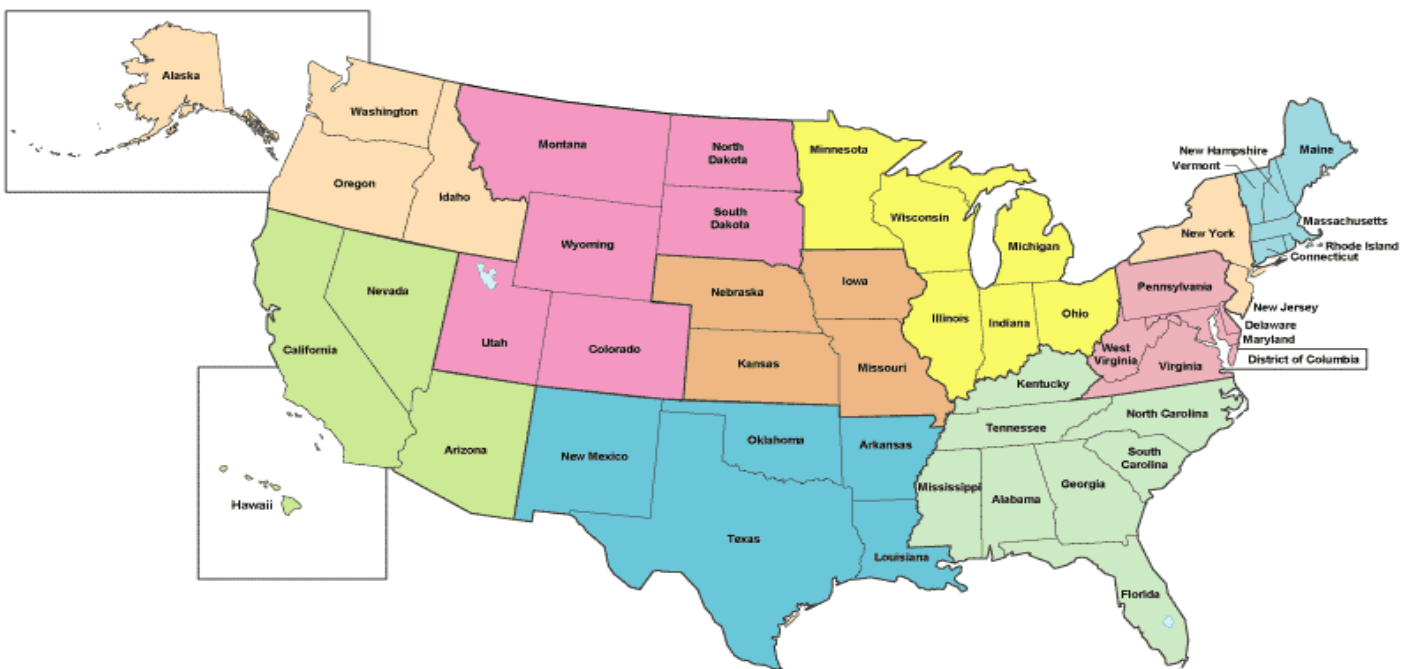 Alaska
Washington
Oregon
Idaho
Montana
North
Dakota
South
Dakota
Wyoming
Minnesota
Wisconsin
Michigan
New Hampshire
Vermont
Maine
Massachusetts
Rhode Island
Connecticut
New York
Nevada
California
Utah
Colorado
Nebraska
Iowa
Kansas
Missouri
Illinois
Indiana
Ohio
Pennsylvania
New Jersey
Delaware
Maryland
District of Columbia
West
Virginia
Virginia
Kentucky
Tennessee
North Carolina
South
Carolina
Arizona
New Mexico
Oklahoma
Arkansas
Mississippi
Alabama
Georgia
Hawaii
Texas
Louisiana
Florida